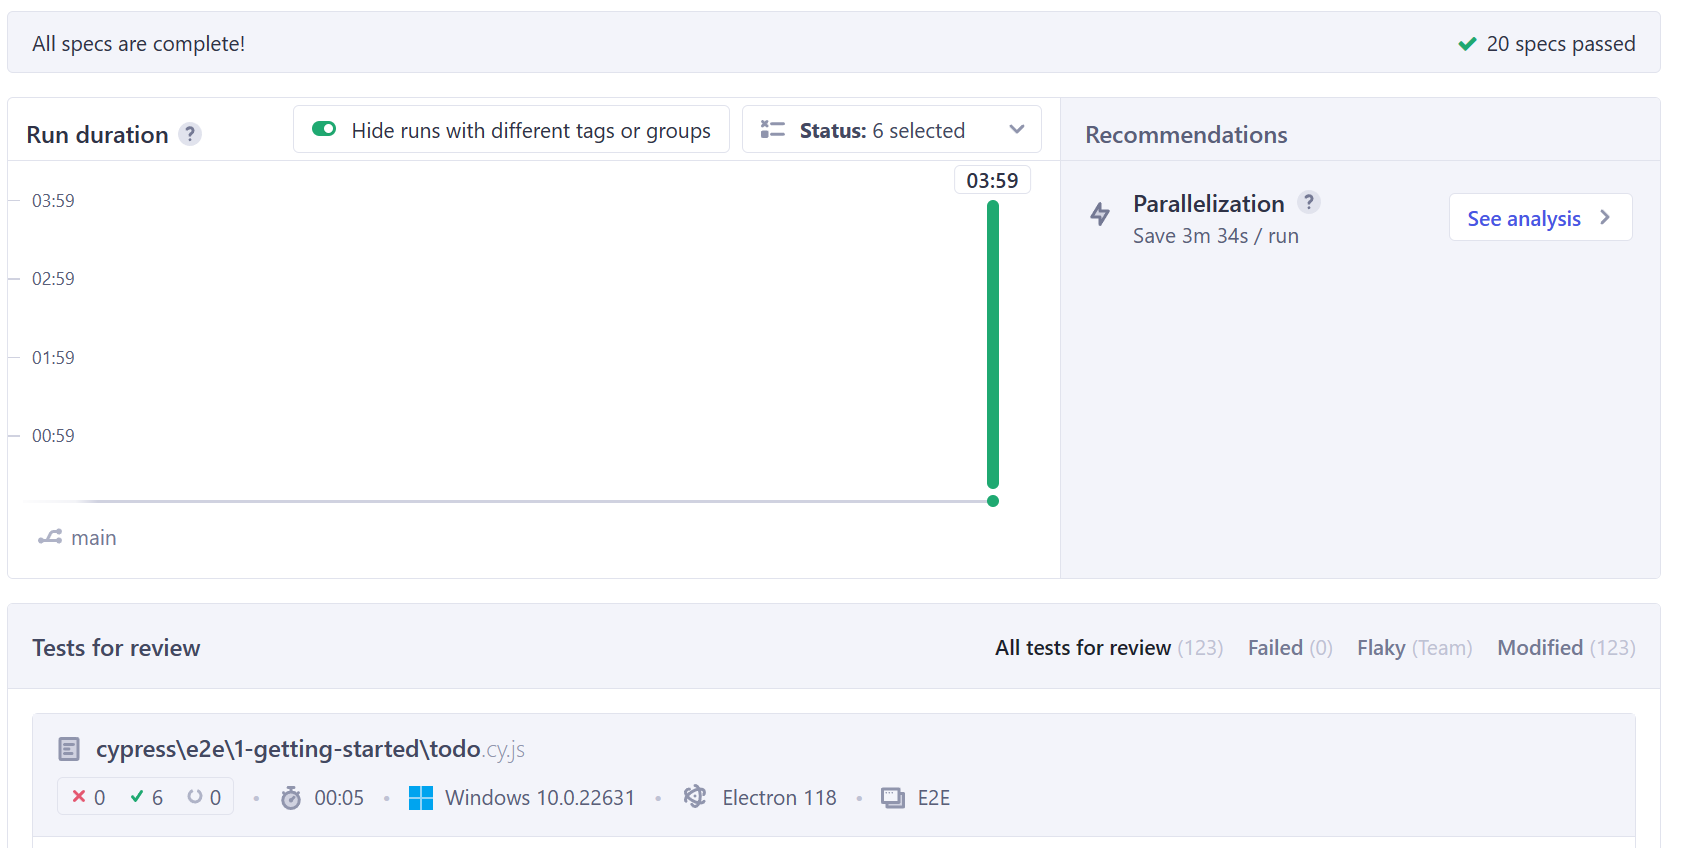 All specs are complete!
20 specs passed
Run duration ?
Hide runs with different tags or groups
Status: 6 selected
03:59
03:59
02:59
01:59
00:59
main
Recommendations
Parallelization ?
Save 3m 34s / run
See analysis
Tests for review
All tests for review (123) Failed (0) Flaky (Team) Modified (123)
cypress\e2e\1-getting-started\todo.cy.js
0 6 0 • 00:05 • Windows 10.0.22631 • Electron 118 • E2E